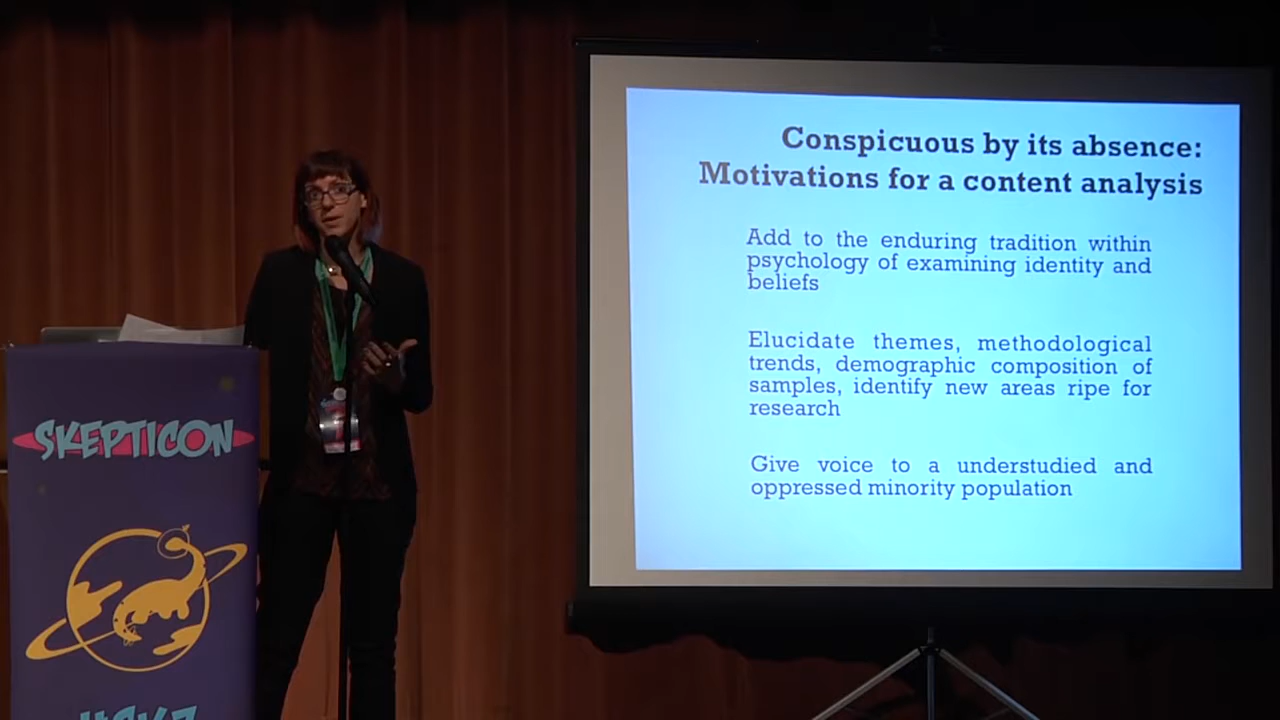 Conspicuous by its absence:
Motivations for a content analysis
Add to the enduring tradition within
psychology of examining identity and
beliefs
Elucidate themes, methodological
trends, demographic composition of
samples, identify new areas ripe for
research
Give voice to a understudied and
oppressed minority population
SKEPTICON